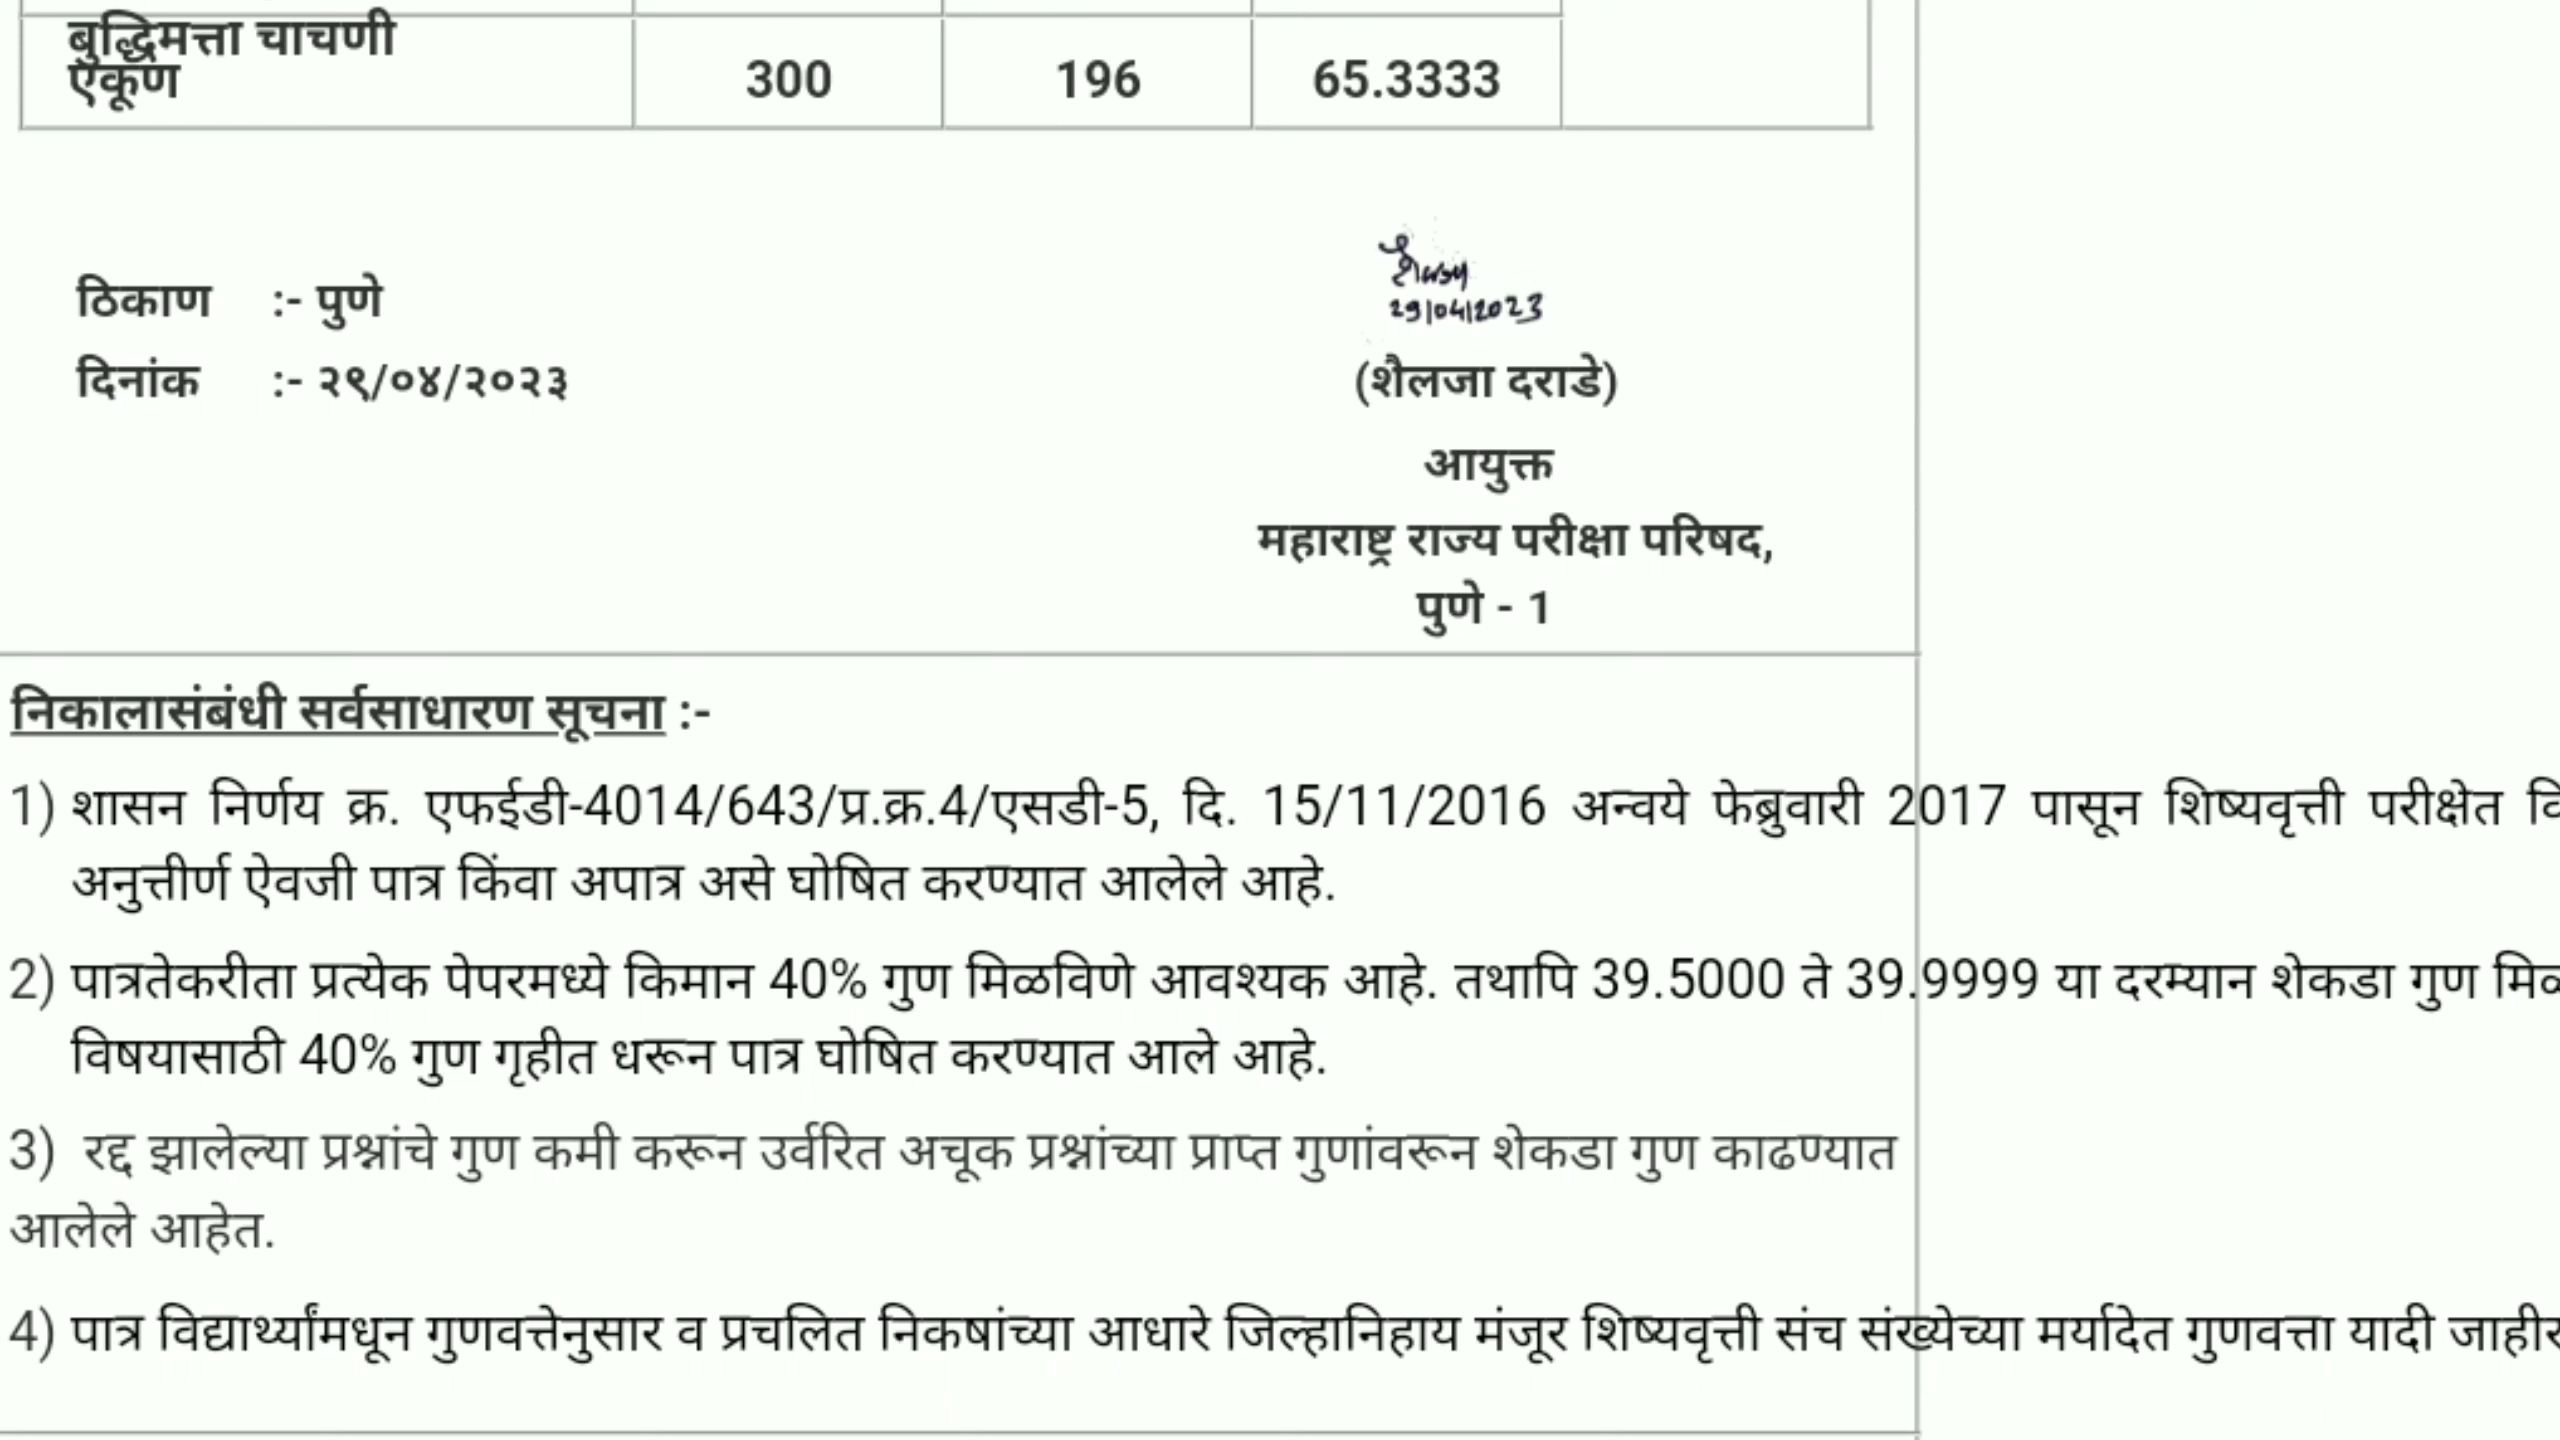 बुद्धिमत्ता चाचणी
एकूण 300 196 65.3333
29/04/2023
ठिकाण :- पुणे
दिनांक :- २९/०४/२०२३
(शैलजा दराडे)
आयुक्त
महाराष्ट्र राज्य परीक्षा परिषद,
पुणे - 1
निकालासंबंधी सर्वसाधारण सूचना :-
1) शासन निर्णय क्र. एफईडी-4014/643/प्र.क्र.4/एसडी-5, दि. 15/11/2016 अन्वये फेब्रुवारी 2017 पासून शिष्यवृत्ती परीक्षेत
अनुत्तीर्ण ऐवजी पात्र किंवा अपात्र असे घोषित करण्यात आलेले आहे.
2) पात्रतेकरीता प्रत्येक पेपरमध्ये किमान 40% गुण मिळविणे आवश्यक आहे. तथापि 39.5000 ते 39.9999 या दरम्यान शेकडा गुण
विषयासाठी 40% गुण गृहीत धरून पात्र घोषित करण्यात आले आहे.
3) रद्द झालेल्या प्रश्नांचे गुण कमी करून उर्वरित अचूक प्रश्नांच्या प्राप्त गुणांवरून शेकडा गुण काढण्यात
आलेले आहेत.
4) पात्र विद्यार्थ्यांमधून गुणवत्तेनुसार व प्रचलित निकषांच्या आधारे जिल्हानिहाय मंजूर शिष्यवृत्ती संच संख्येच्या मर्यादेत गुणवत्ता यादी जाहीर